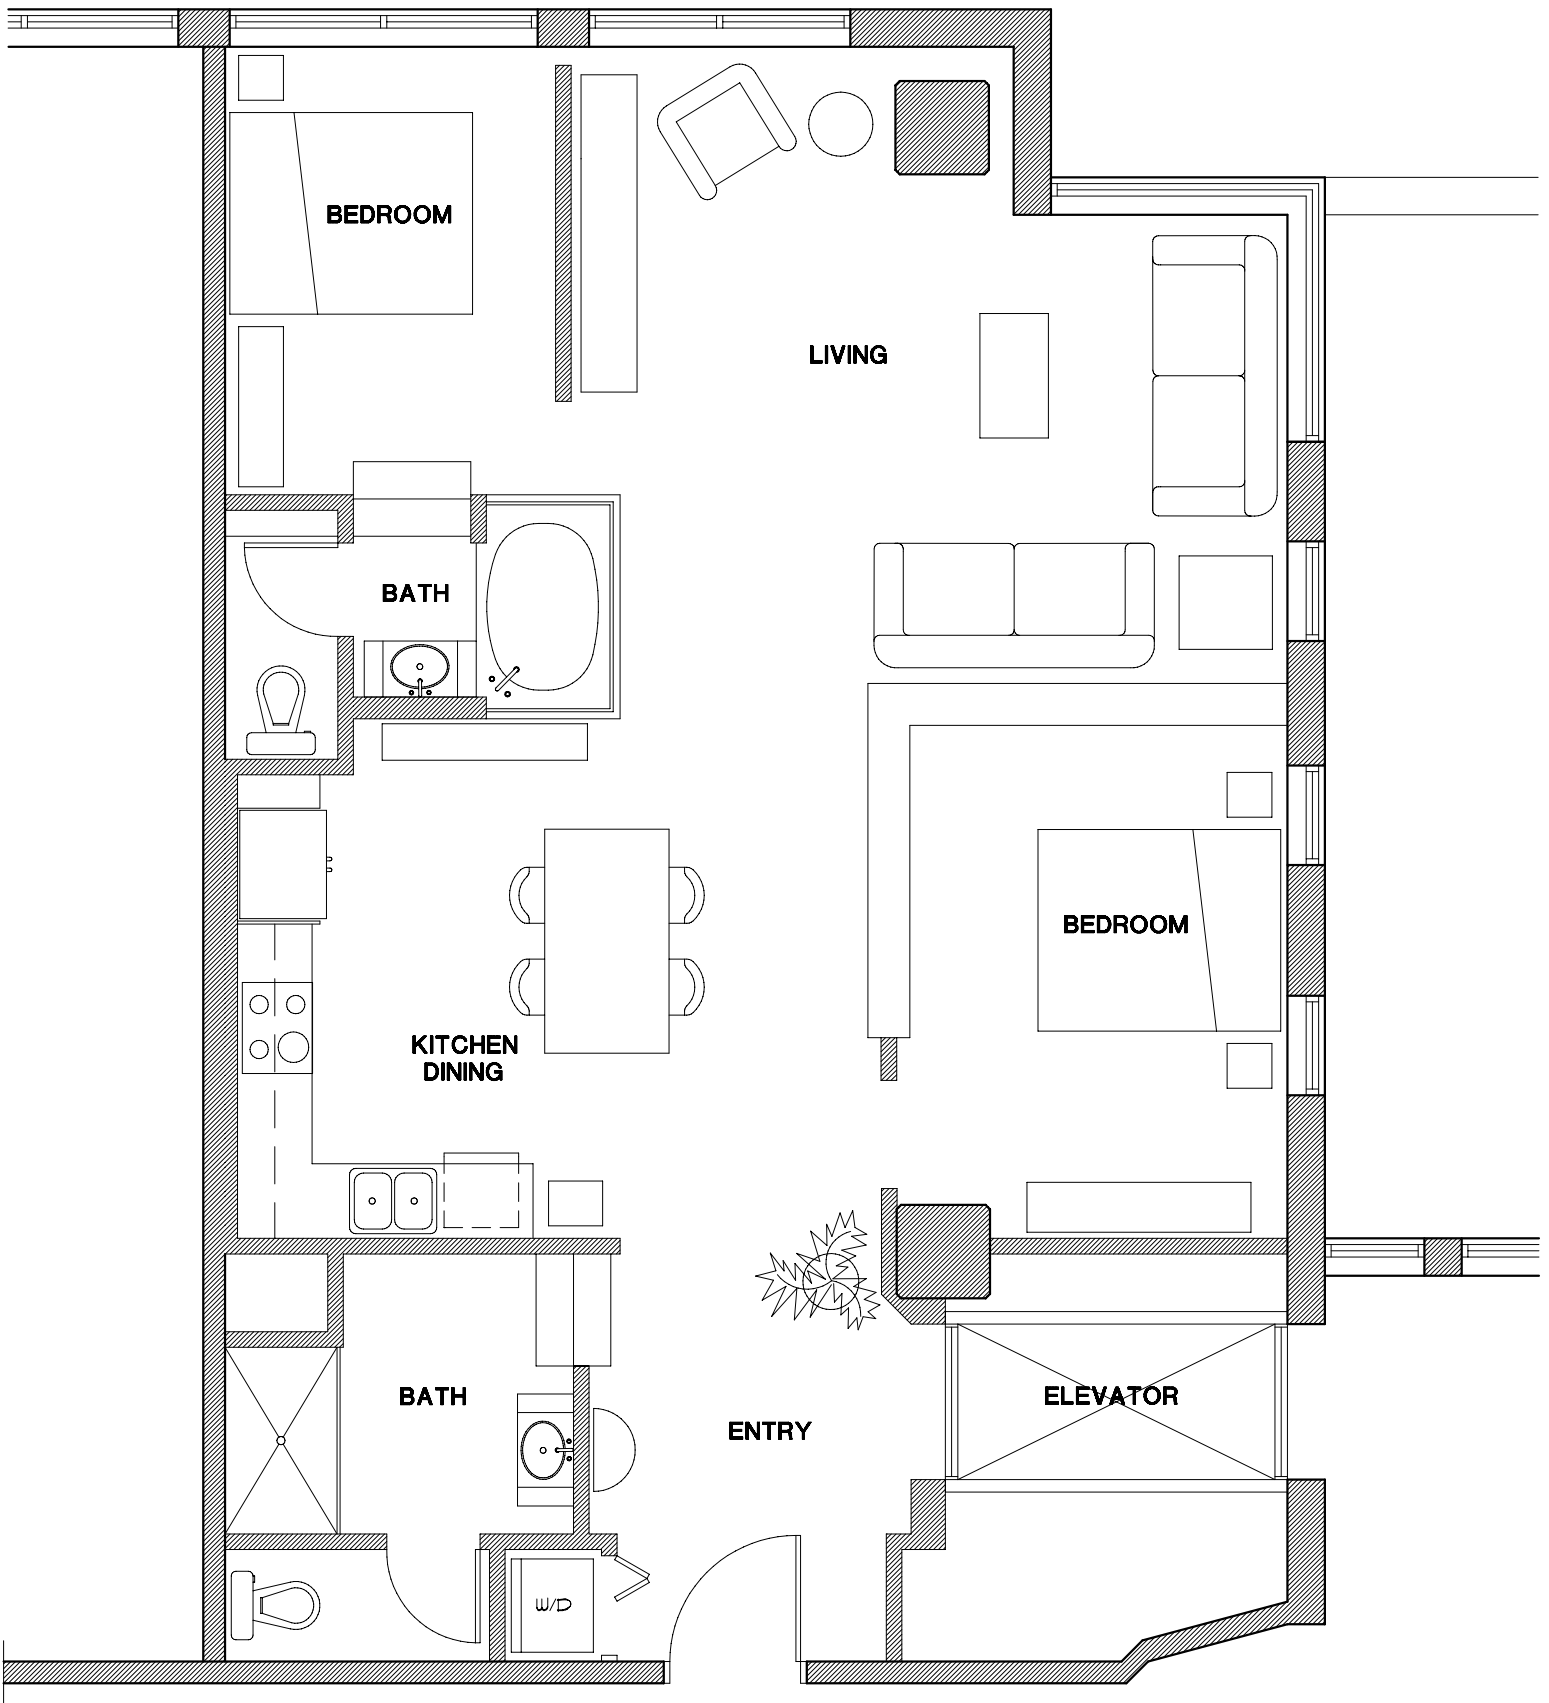 BEDROOM
LIVING
BATH
BEDROOM
KITCHEN
DINING
BATH
ELEVATOR
ENTRY
W/D